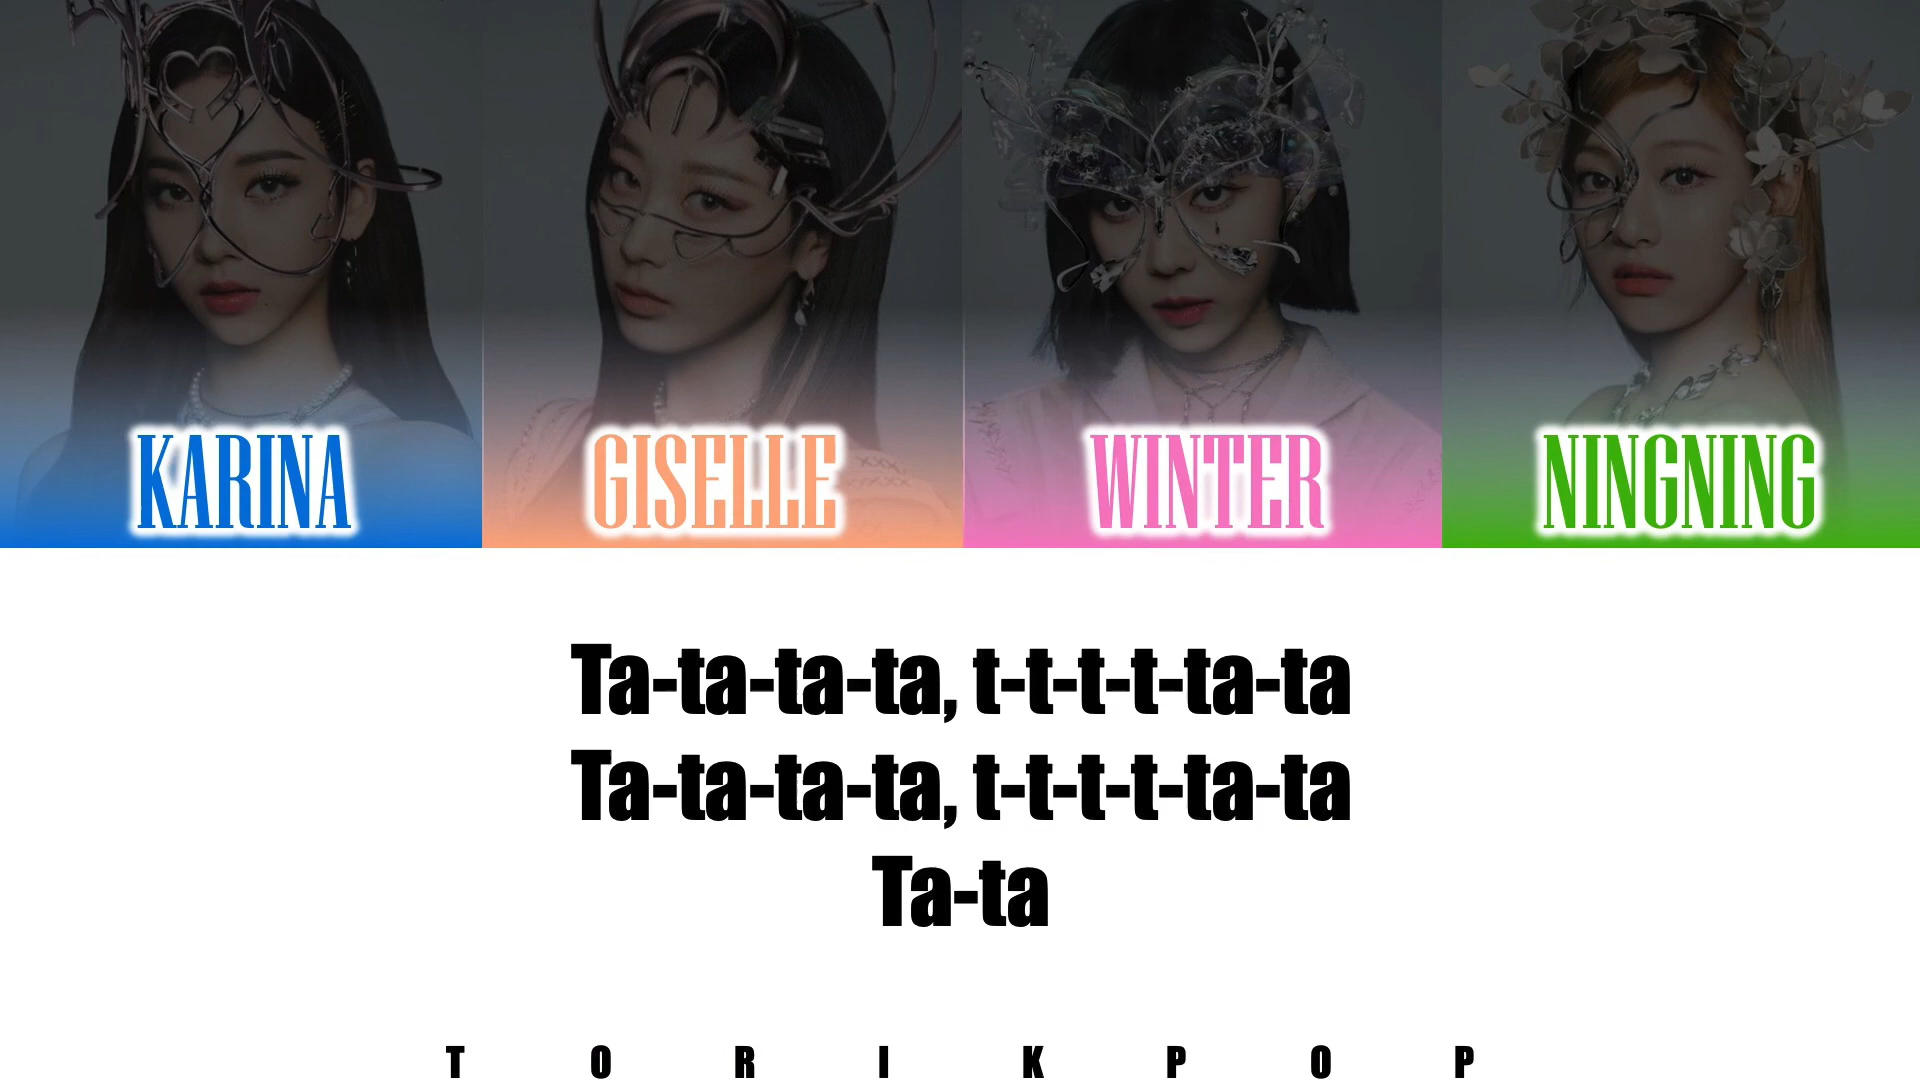 KARINA GISELLE WINTER NINGNING
Ta-ta-ta-ta, t-t-t-t-ta-ta
Ta-ta-ta-ta, t-t-t-t-ta-ta
Ta-ta
T O R I K P O P